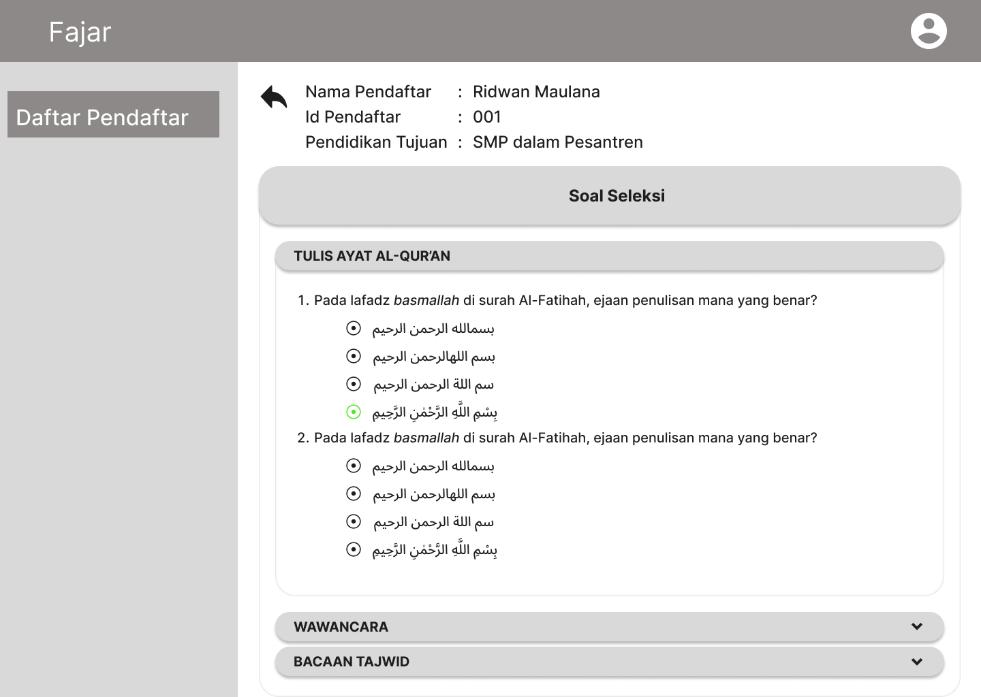 Fajar
Daftar Pendaftar
Nama Pendaftar : Ridwan Maulana
Id Pendaftar : 001
Pendidikan Tujuan : SMP dalam Pesantren
Soal Seleksi
TULIS AYAT AL-QUR'AN
1. Pada lafadz basmallah di surah Al-Fatihah, ejaan penulisan mana yang benar?
بسمالله الرحمن الرحيم
بسم اللهالرحمن الرحيم
سم اللة الرحمن الرحيم
بِسْمِ اللَّهِ الرَّحْمَٰنِ الرَّحِيمِ
2. Pada lafadz basmallah di surah Al-Fatihah, ejaan penulisan mana yang benar?
بسمالله الرحمن الرحيم
بسم اللهالرحمن الرحيم
سم اللة الرحمن الرحيم
بِسْمِ اللَّهِ الرَّحْمَٰنِ الرَّحِيمِ
WAWANCARA
BACAAN TAJWID